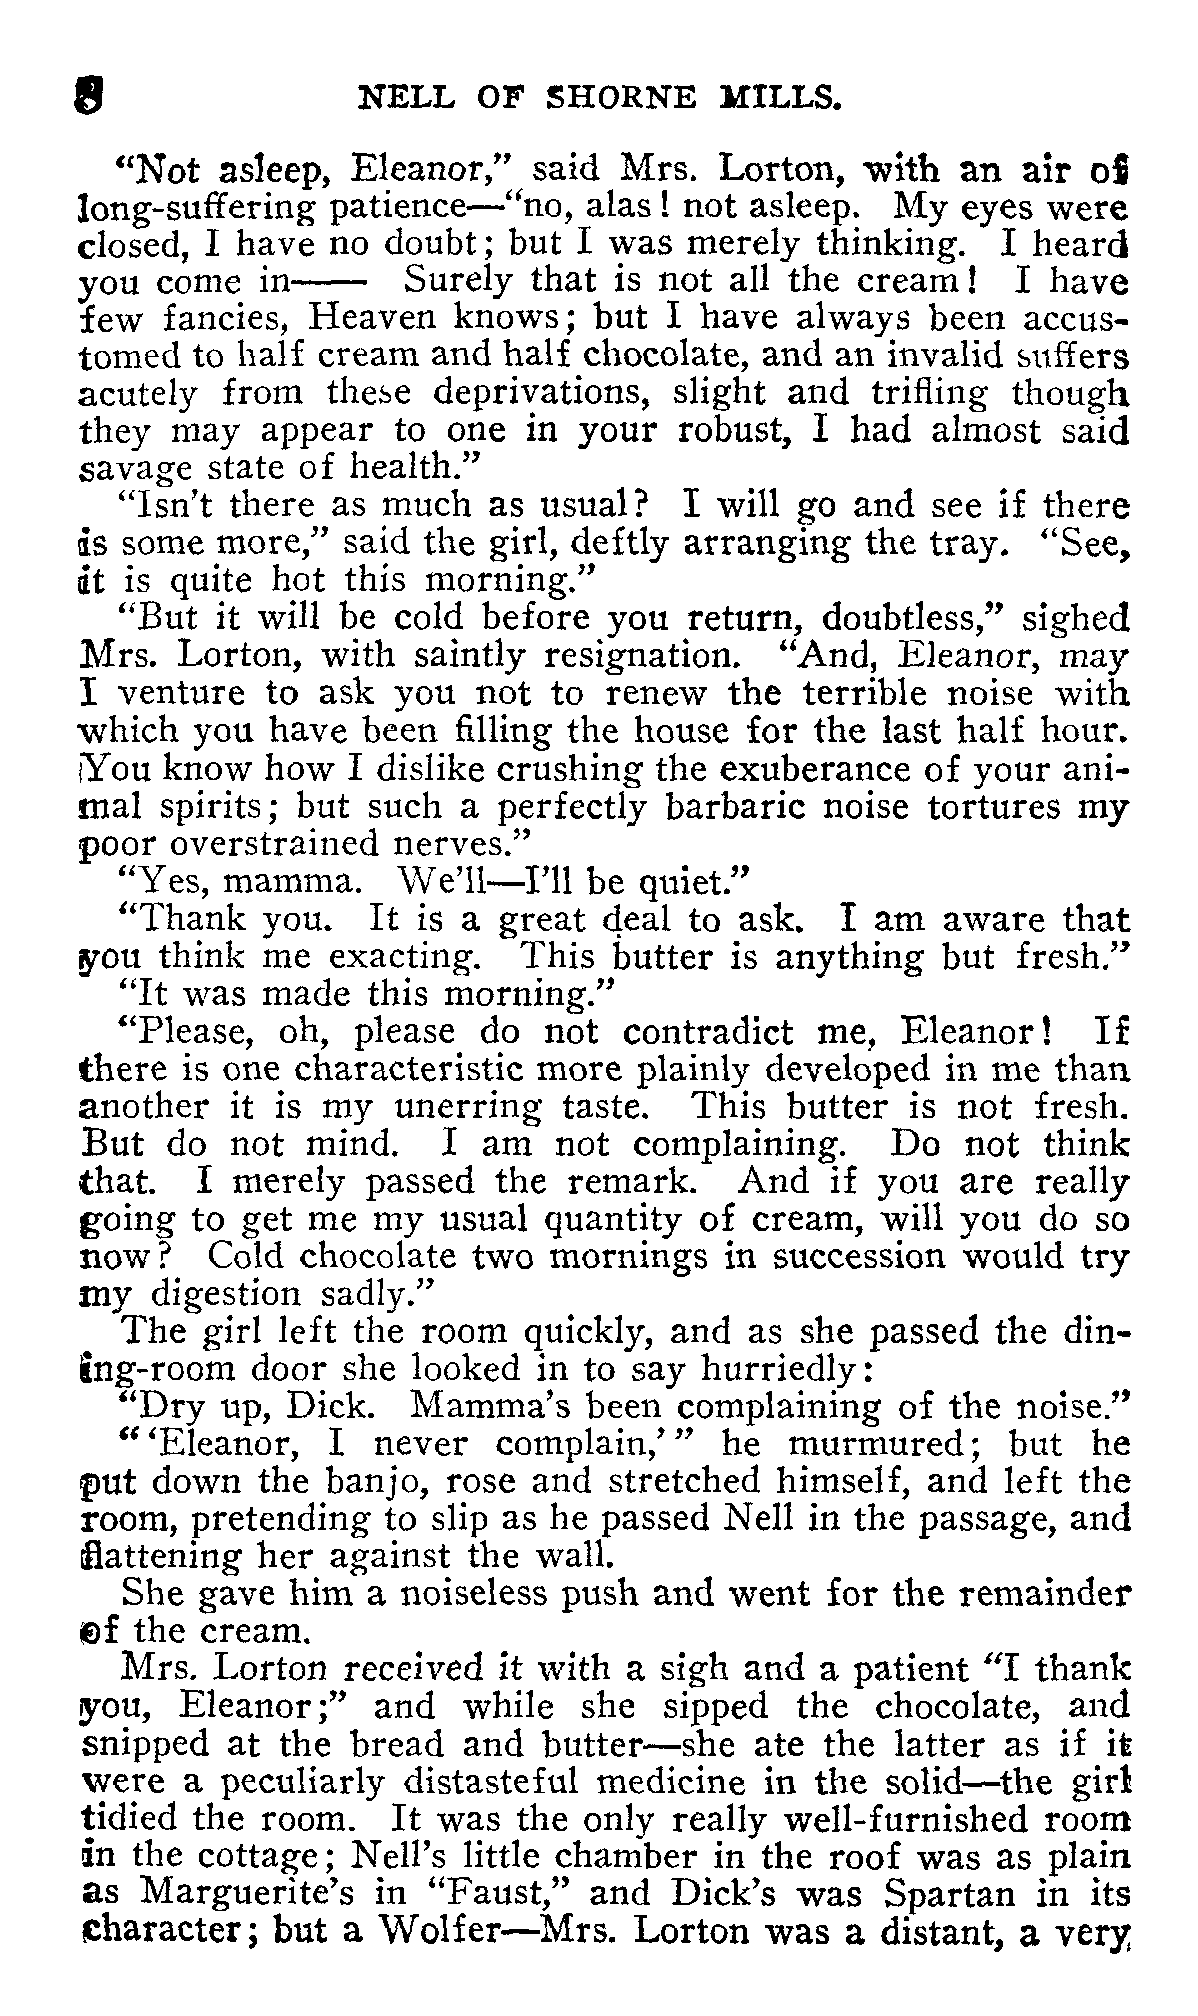 8 NELL OF SHORNE MILLS.
“Not asleep, Eleanor,” said Mrs. Lorton, with an air of
long-suffering patience—“no, alas! not asleep. My eyes were
closed, I have no doubt; but I was merely thinking. I heard
you come in—— Surely that is not all the cream! I have
few fancies, Heaven knows; but I have always been accus-
tomed to half cream and half chocolate, and an invalid suffers
acutely from these deprivations, slight and trifling though
they may appear to one in your robust, I had almost said
savage state of health.”
“Isn’t there as much as usual? I will go and see if there
is some more,” said the girl, deftly arranging the tray. “See,
it is quite hot this morning.”
“But it will be cold before you return, doubtless,” sighed
Mrs. Lorton, with saintly resignation. “And, Eleanor, may
I venture to ask you not to renew the terrible noise with
which you have been filling the house for the last half hour.
You know how I dislike crushing the exuberance of your ani-
mal spirits; but such a perfectly barbaric noise tortures my
poor overstrained nerves.”
“Yes, mamma. We’ll—I’ll be quiet.”
“Thank you. It is a great deal to ask. I am aware that
you think me exacting. This butter is anything but fresh.”
“It was made this morning.”
“Please, oh, please do not contradict me, Eleanor! If
there is one characteristic more plainly developed in me than
another it is my unerring taste. This butter is not fresh.
But do not mind. I am not complaining. Do not think
that. I merely passed the remark. And if you are really
going to get me my usual quantity of cream, will you do so
now? Cold chocolate two mornings in succession would try
my digestion sadly.”
The girl left the room quickly, and as she passed the din-
ing-room door she looked in to say hurriedly:
“Dry up, Dick. Mamma’s been complaining of the noise.”
“‘Eleanor, I never complain,’” he murmured; but he
put down the banjo, rose and stretched himself, and left the
room, pretending to slip as he passed Nell in the passage, and
flattening her against the wall.
She gave him a noiseless push and went for the remainder
of the cream.
Mrs. Lorton received it with a sigh and a patient “I thank
you, Eleanor;” and while she sipped the chocolate, and
snipped at the bread and butter—she ate the latter as if it
were a peculiarly distasteful medicine in the solid—the girl
tidied the room. It was the only really well-furnished room
in the cottage; Nell’s little chamber in the roof was as plain
as Marguerite’s in “Faust,” and Dick’s was Spartan in its
character; but a Wolfer—Mrs. Lorton was a distant, a very